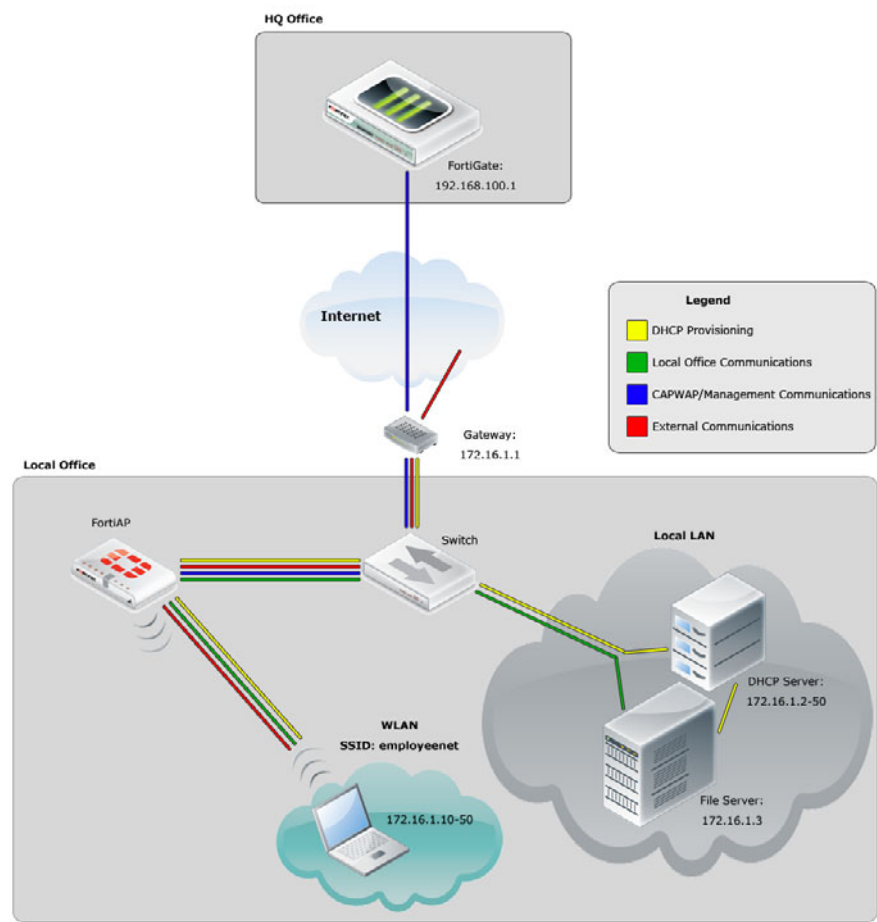 HQ Office
FortiGate:
192.168.100.1
Internet
Legend
DHCP Provisioning
Local Office Communications
CAPWAP/Management Communications
External Communications
Gateway:
172.16.1.1
Local Office
FortiAP
Switch
Local LAN
DHCP Server:
172.16.1.2-50
WLAN
SSID: employeenet
172.16.1.10-50
File Server:
172.16.1.3